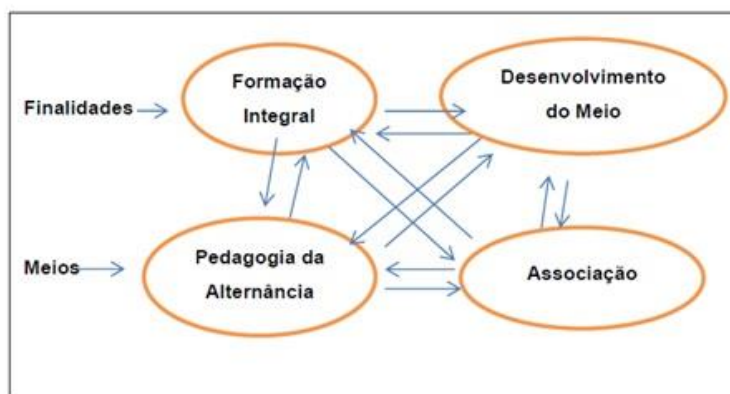 Finalidades
Formação
Integral
Desenvolvimento
do Meio
Meios
Pedagogia da
Alternância
Associação